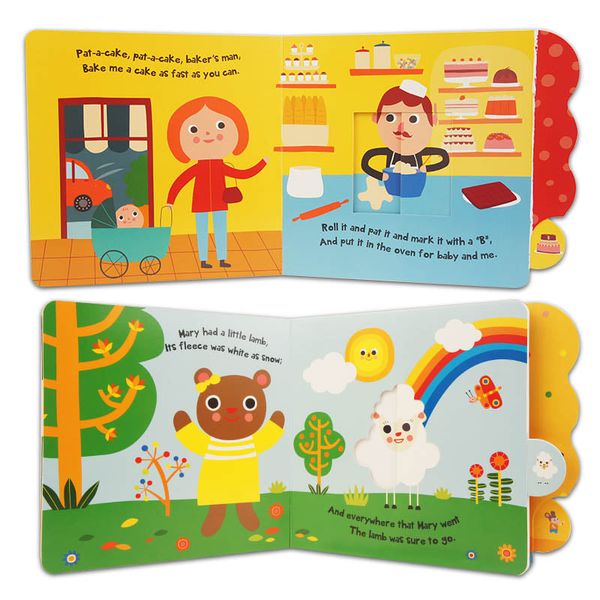 Pat-a-cake, pat-a-cake, baker's man,
Bake me a cake as fast as you can.
Roll it and pat it and mark it with a "B",
And put it in the oven for baby and me.
Mary had a little lamb,
Its fleece was white as snow;
And everywhere that Mary went
The lamb was sure to go.